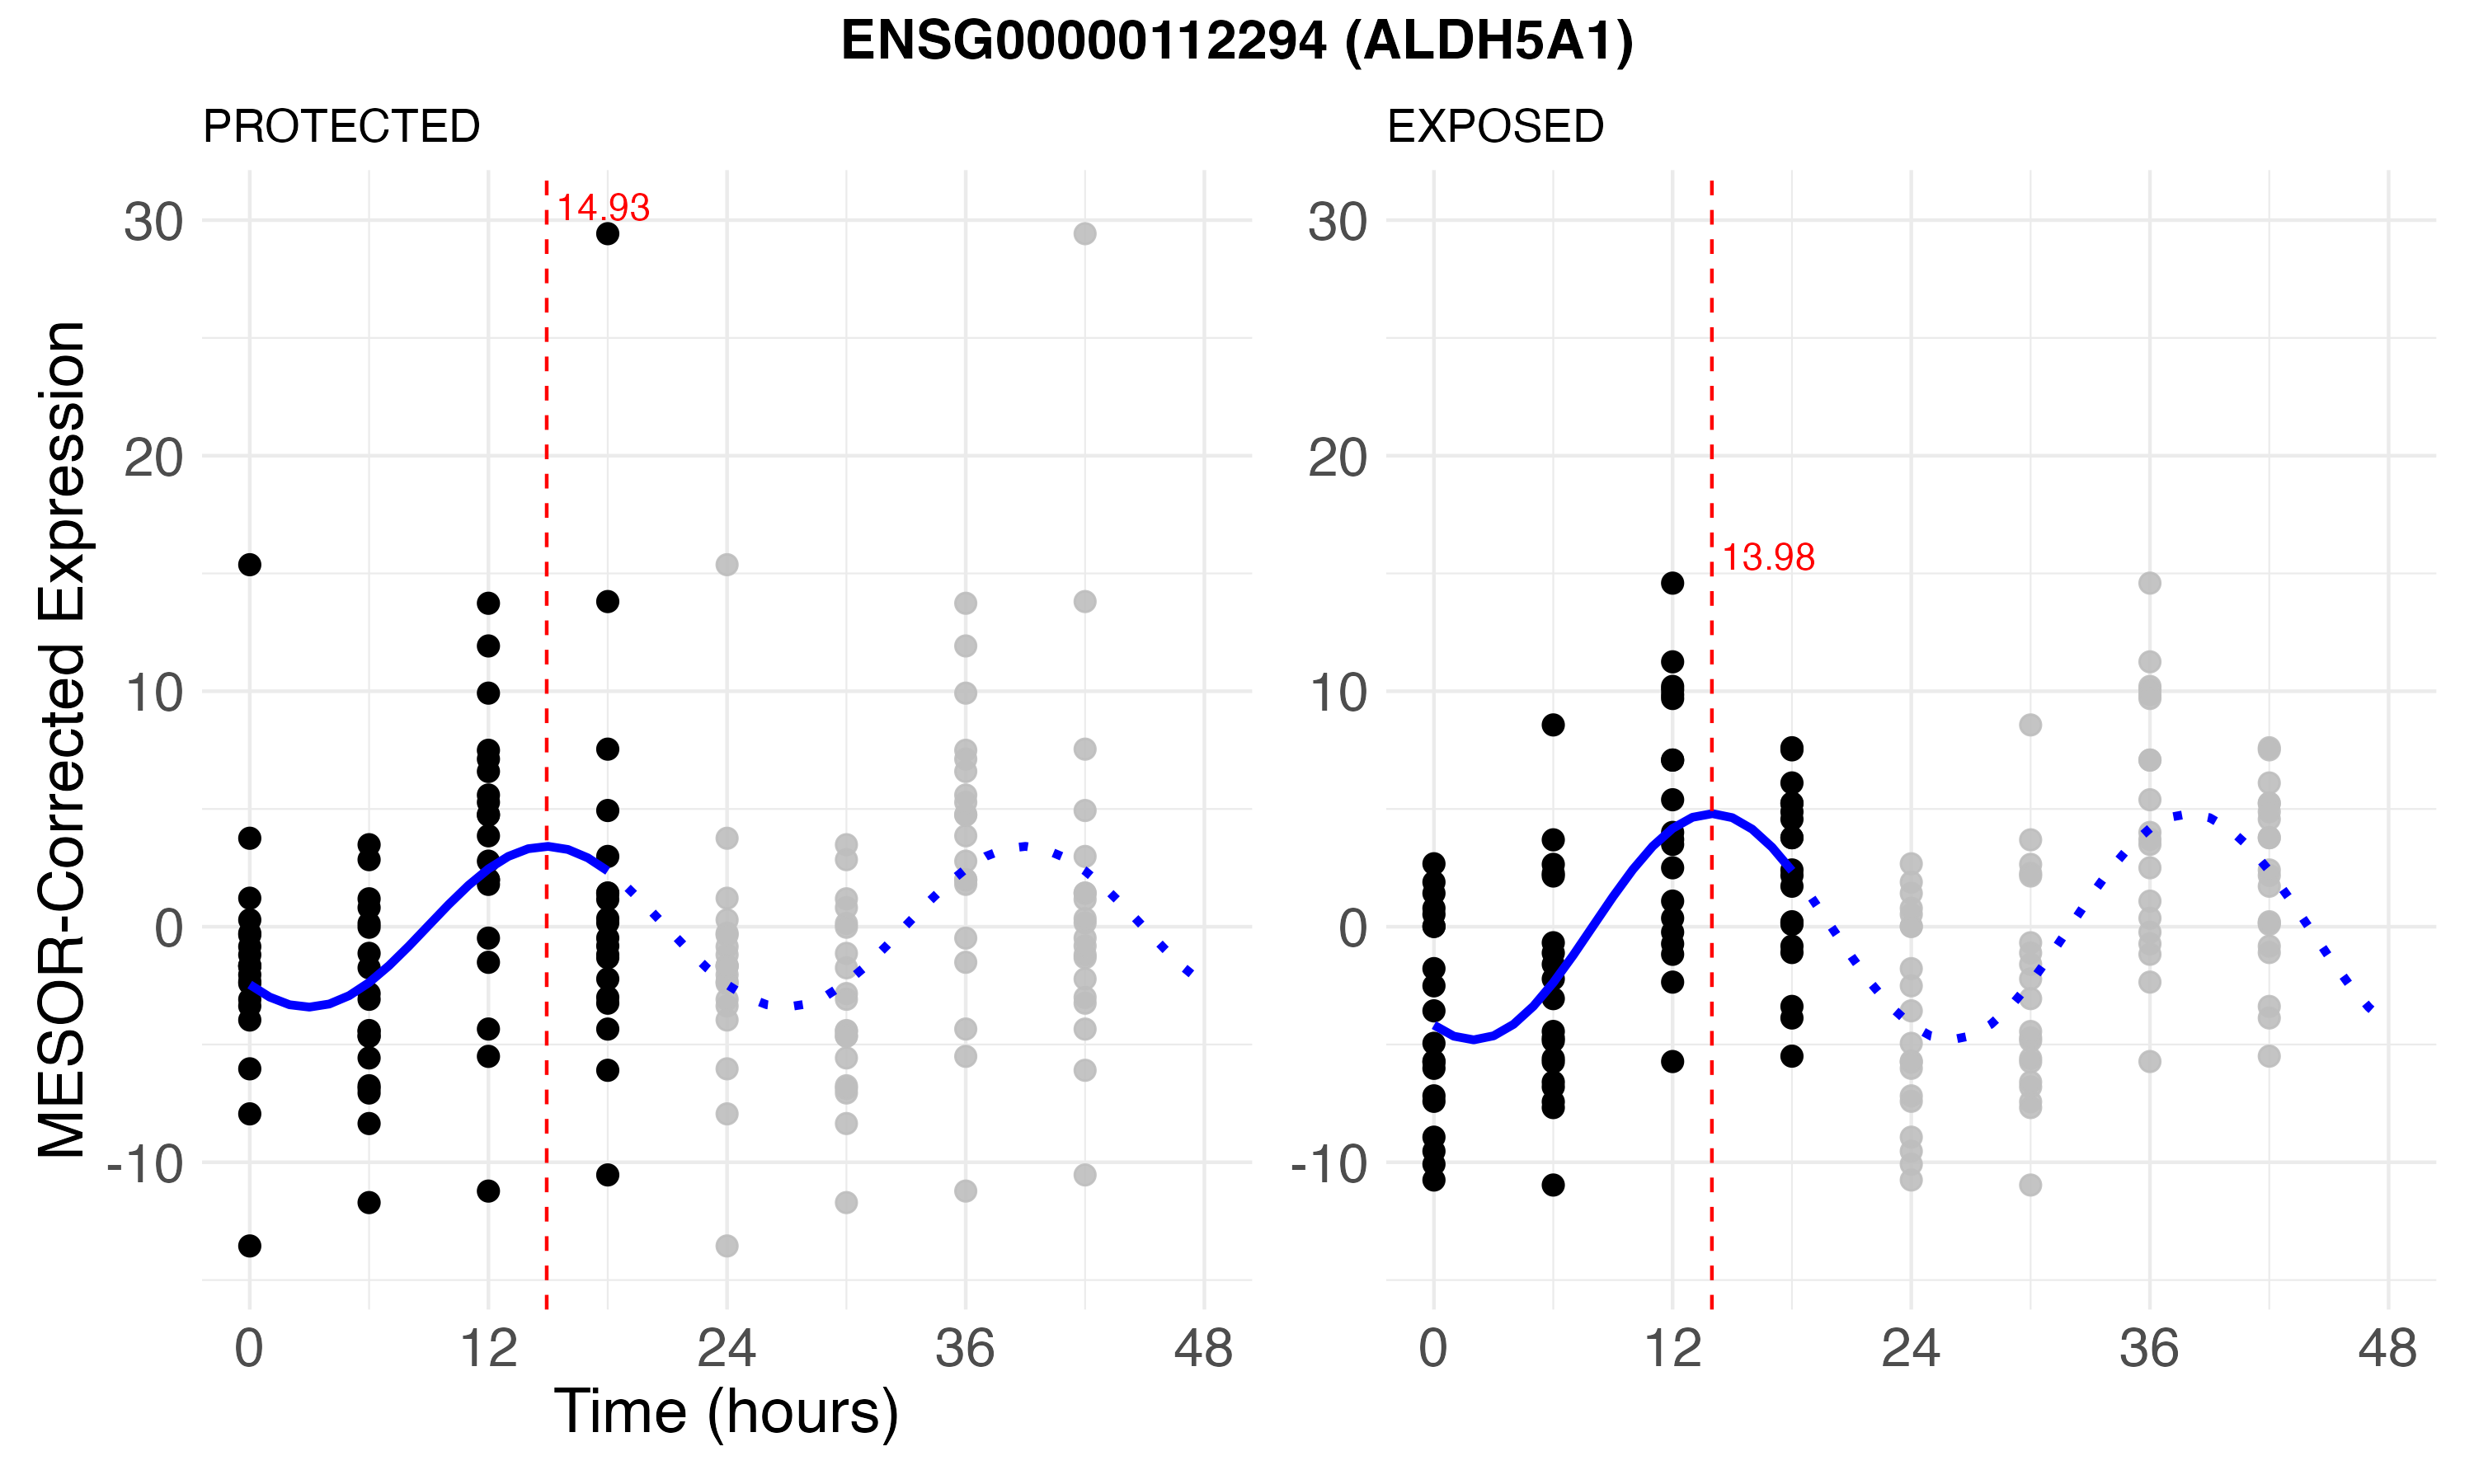 ENSG00000112294 (ALDH5A1)
PROTECTED
EXPOSED
MESOR-Corrected Expression
30
20
10
0
-10
14.93
0 12 24 36 48
30
20
10
0
-10
13.98
0 12 24 36 48
Time (hours)